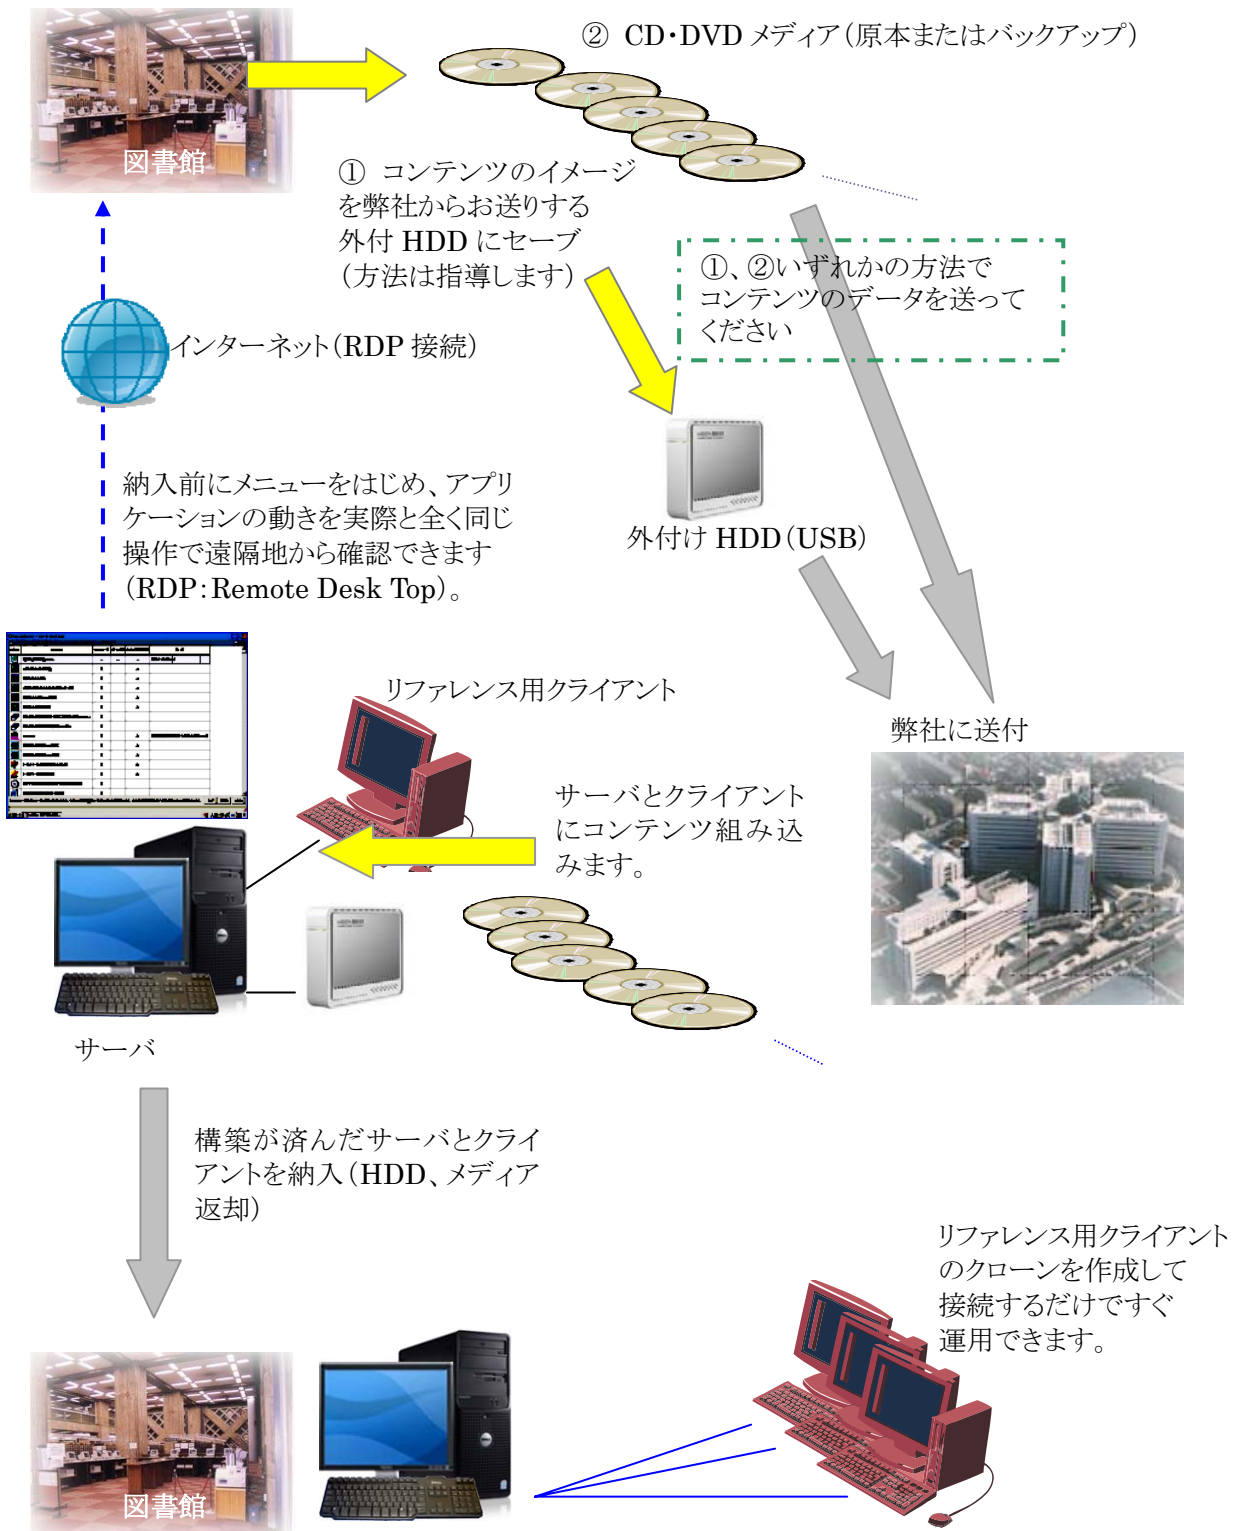 ② CD・DVD メディア（原本またはバックアップ）
図書館
① コンテンツのイメージ
を弊社からお送りする
外付 HDD にセーブ
（方法は指導します）
①、②いずれかの方法で
コンテンツのデータを送って
ください
インターネット（RDP 接続）
納入前にメニューをはじめ、アプリ
ケーションの動きを実際と全く同じ
操作で遠隔地から確認できます
（RDP：Remote Desk Top）。
外付け HDD（USB）
リファレンス用クライアント
弊社に送付
サーバとクライアント
にコンテンツ組み込
みます。
サーバ
構築が済んだサーバとクライ
アントを納入（HDD、メディア
返却）
リファレンス用クライアント
のクローンを作成して
接続するだけですぐ
運用できます。
図書館